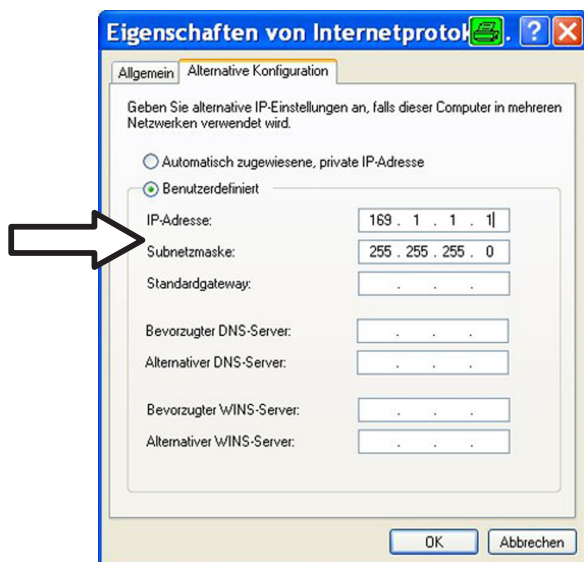 Eigenschaften von Internetprotok . ?
Allgemein Alternative Konfiguration
Geben Sie alternative IP-Einstellungen an, falls dieser Computer in mehreren
Netzwerken verwendet wird.
Automatisch zugewiesene, private IP-Adresse
Benutzerdefiniert
IP-Adresse: 169 . 1 . 1 . 1
Subnetzmaske: 255 . 255 . 255 . 0
Standardgateway: . . .
Bevorzugter DNS-Server: . . .
Alternativer DNS-Server: . . .
Bevorzugter WINS-Server: . . .
Alternativer WINS-Server: . . .
OK Abbrechen